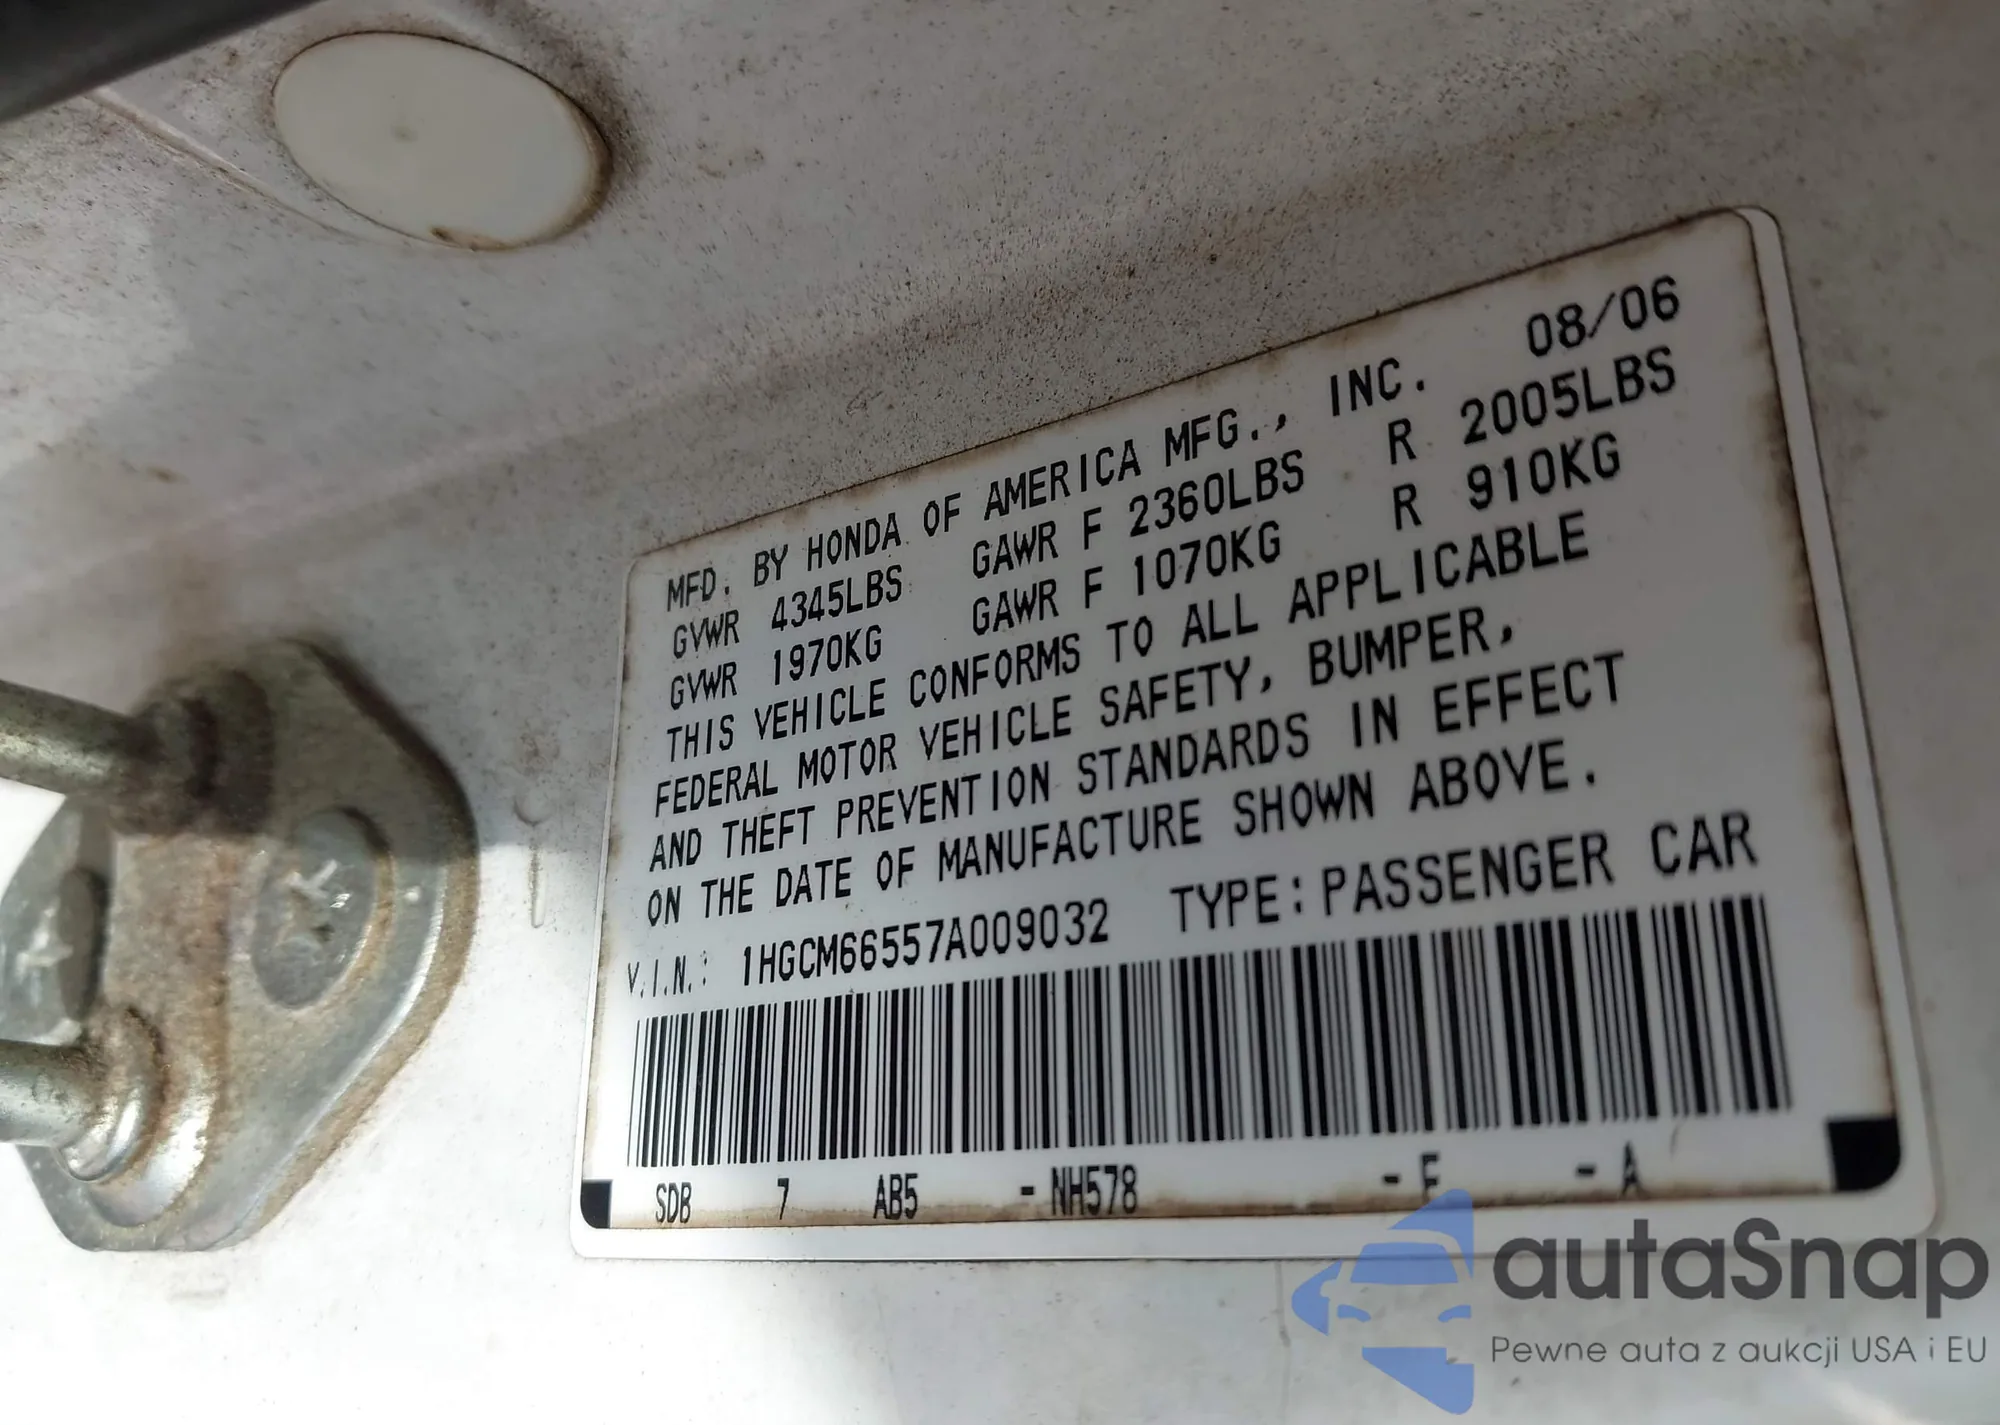 MFD. BY HONDA OF AMERICA MFG., INC. 08/06
GVWR 4345LBS GAWR F 2360LBS R 2005LBS
GVWR 1970KG GAWR F 1070KG R 910KG
THIS VEHICLE CONFORMS TO ALL APPLICABLE
FEDERAL MOTOR VEHICLE SAFETY, BUMPER,
AND THEFT PREVENTION STANDARDS IN EFFECT
ON THE DATE OF MANUFACTURE SHOWN ABOVE.
V.I.N.: 1HGCM66557A009032 TYPE:PASSENGER CAR
SDB 7 AB5 - NH578 - E - A
autaSnap
Pewne auta z aukcji USA i EU